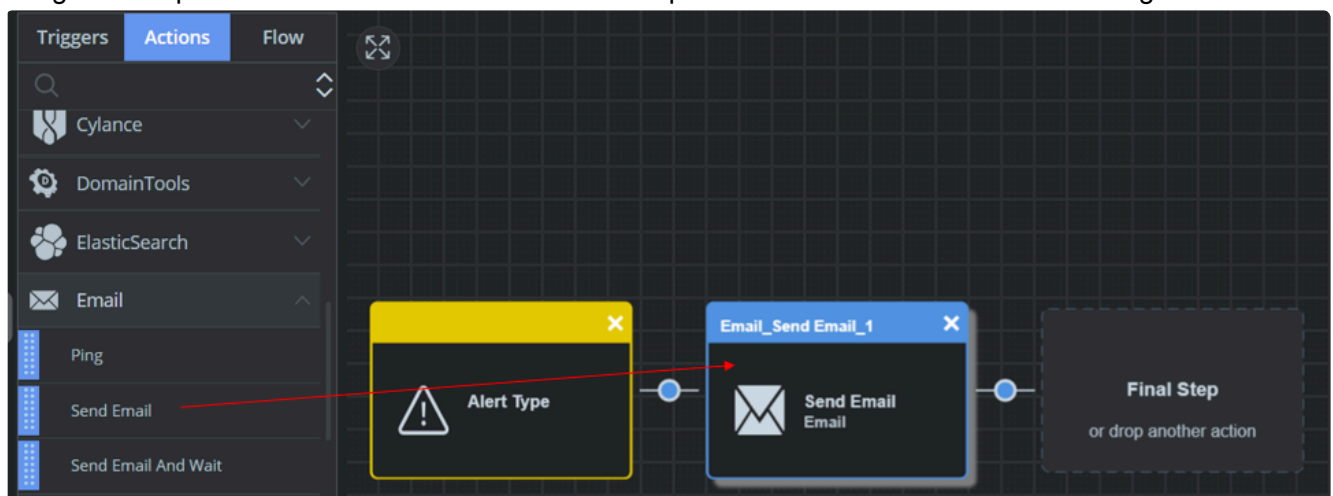 Triggers Actions Flow
Cylance
DomainTools
ElasticSearch
Email
Ping
Send Email
Send Email And Wait
Alert Type
Email_Send Email_1
Send Email
Email
Final Step
or drop another action